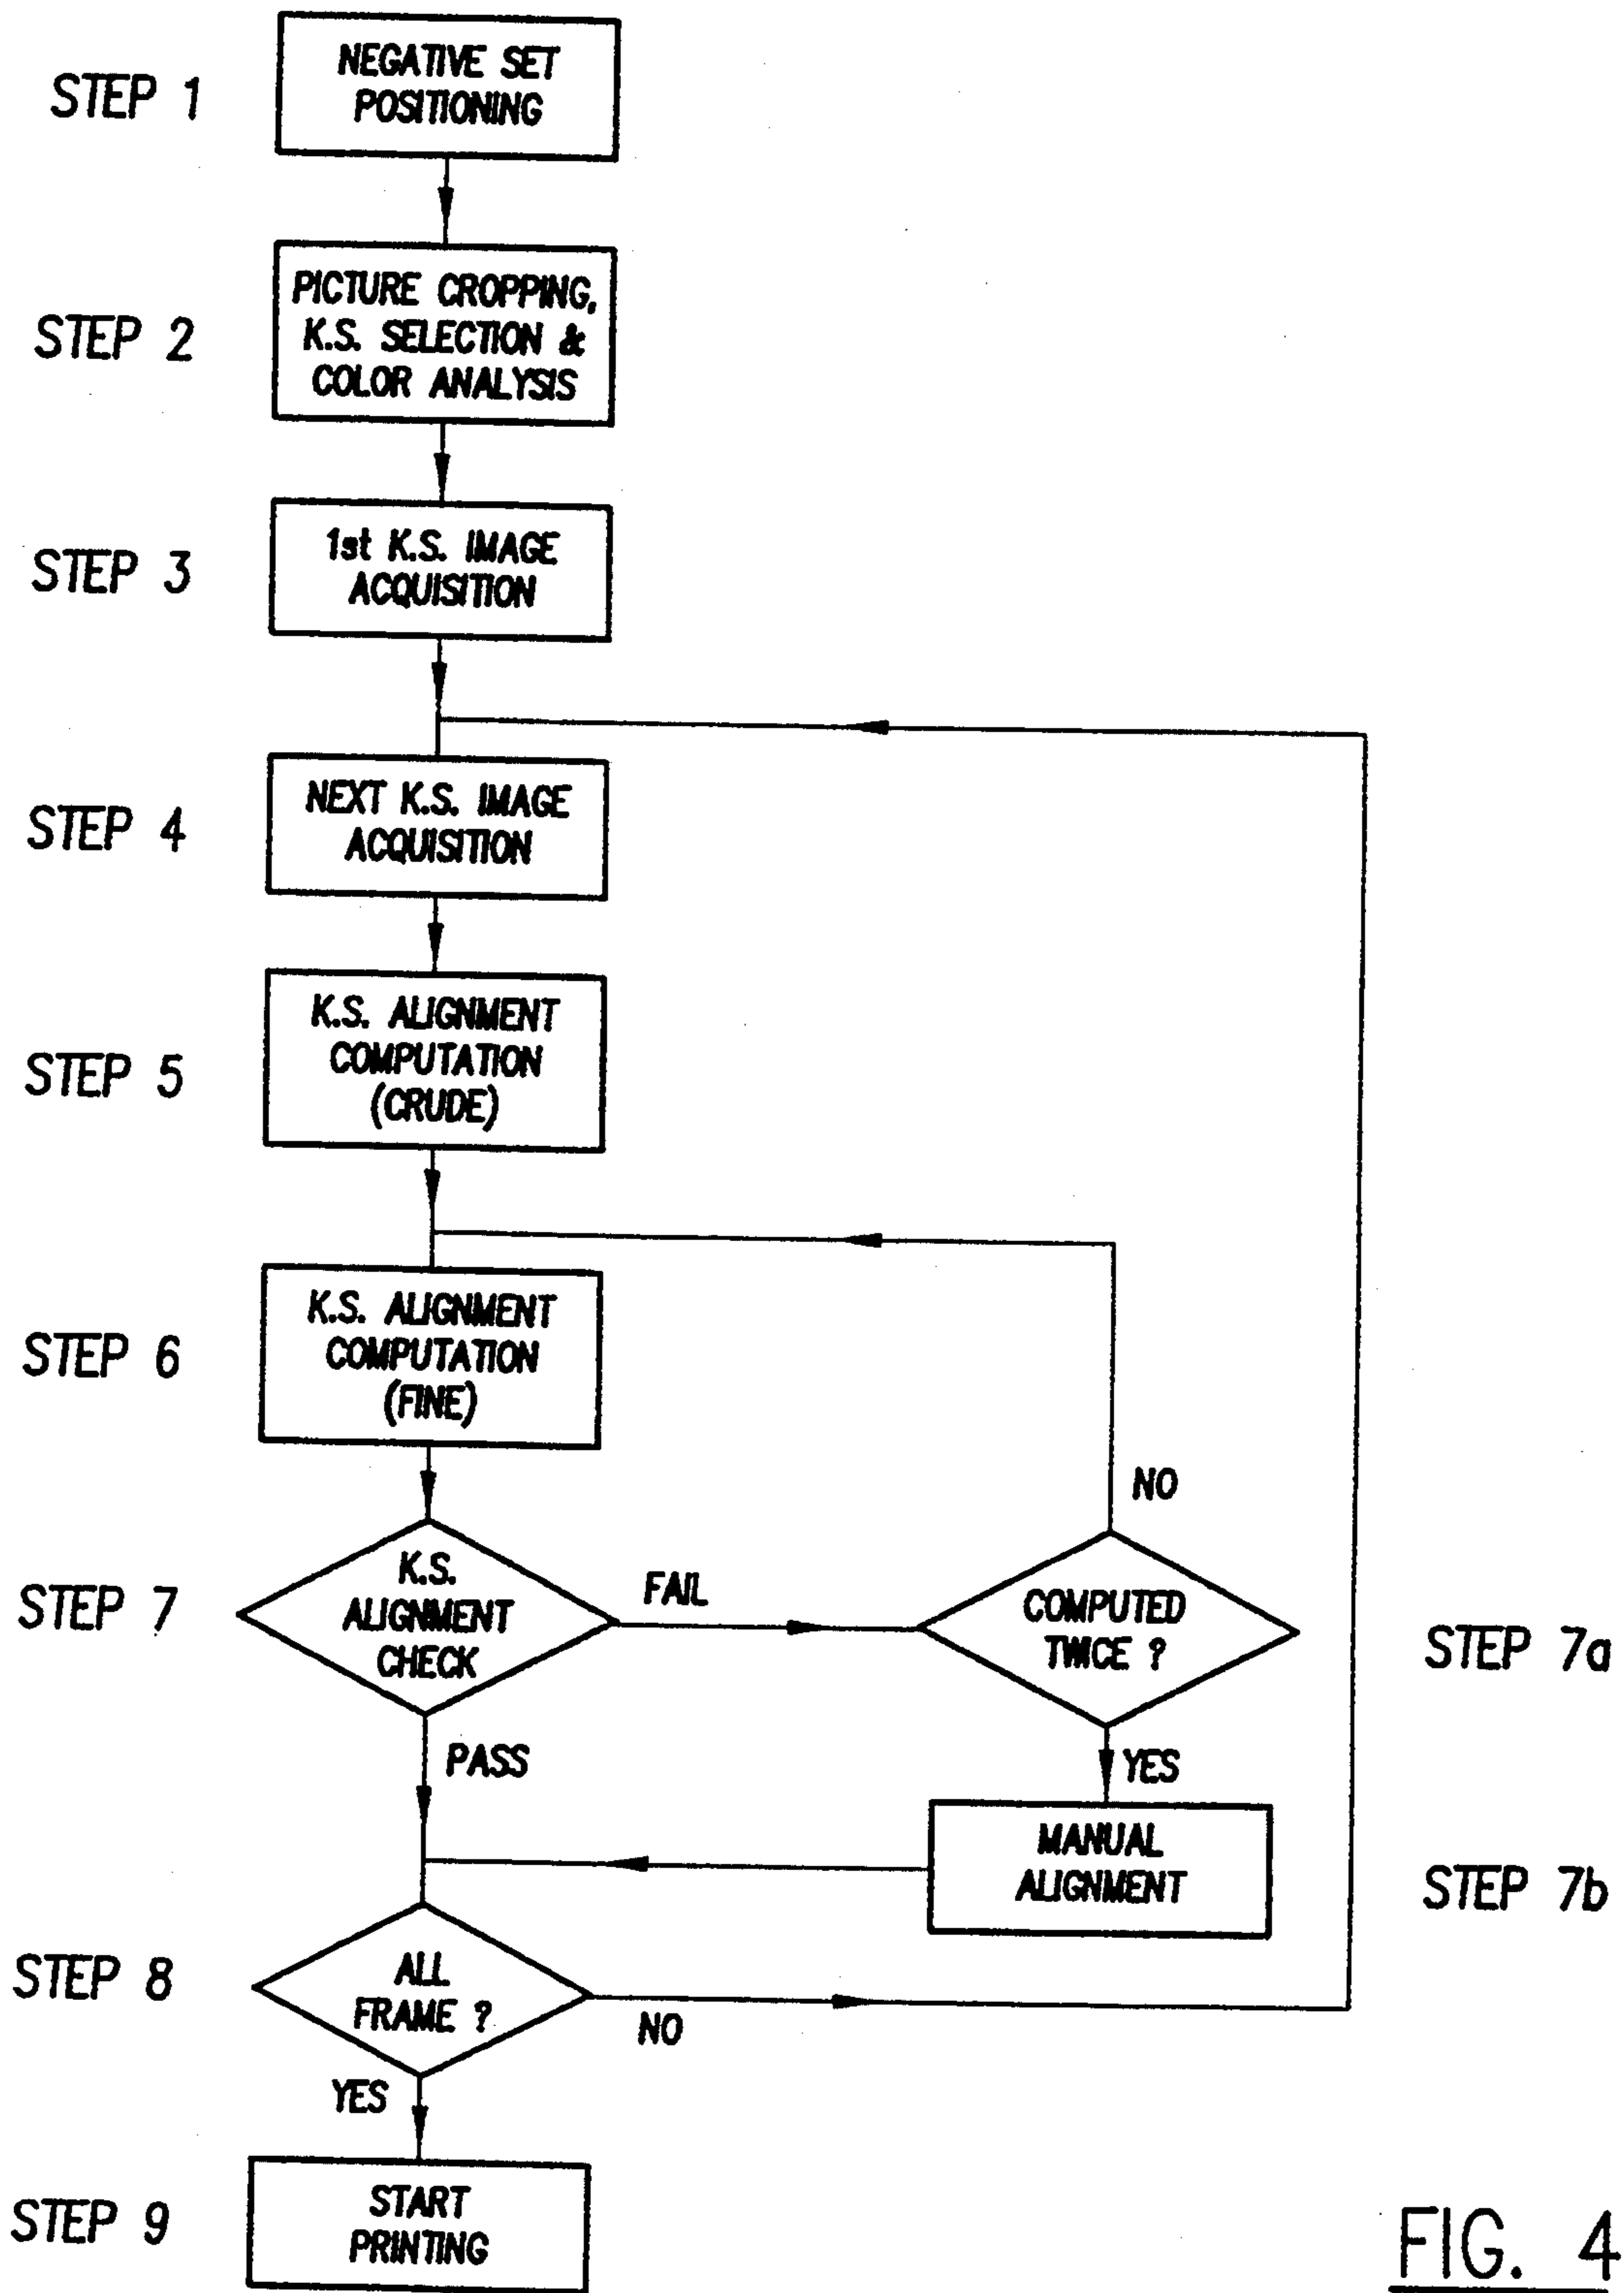 STEP 1
NEGATIVE SET
POSITIONING
STEP 2
PICTURE CROPPING,
K.S. SELECTION &
COLOR ANALYSIS
STEP 3
1st K.S. IMAGE
ACQUISITION
STEP 4
NEXT K.S. IMAGE
ACQUISITION
STEP 5
K.S. ALIGNMENT
COMPUTATION
(CRUDE)
STEP 6
K.S. ALIGNMENT
COMPUTATION
(FINE)
STEP 7
K.S.
ALIGNMENT
CHECK
FAIL
PASS
NO
COMPUTED
TWICE ?
STEP 7a
YES
MANUAL
ALIGNMENT
STEP 7b
STEP 8
ALL
FRAME ?
NO
YES
STEP 9
START
PRINTING
FIG. 4